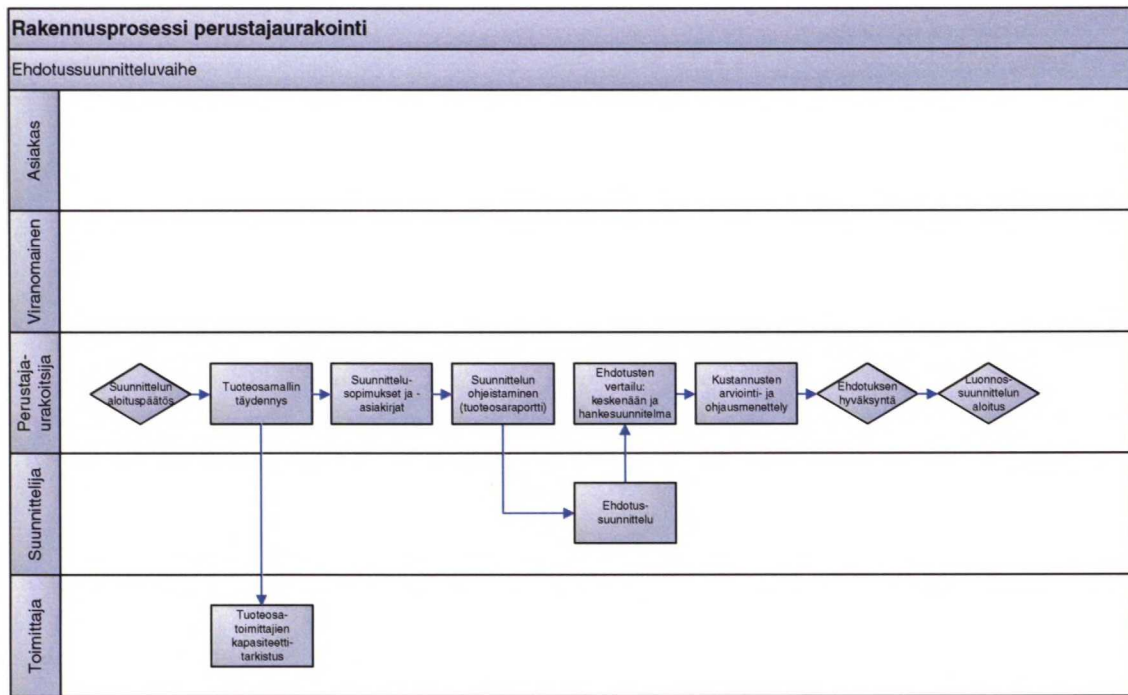 Rakennusprosessi perustajaurakointi
Ehdotussuunnitteluvaihe
Asiakas
Viranomainen
Perustaja-
urakoitsija
Suunnittelun
aloituspäätös
Tuoteosamallin
täydennys
Suunnittelu-
sopimukset ja -
asiakirjat
Suunnittelun
ohjeistaminen
(tuoteosaraportti)
Ehdotusten
vertailu:
keskenään ja
hankesuunnitelma
Kustannusten
arviointi- ja
ohjausmenettely
Ehdotuksen
hyväksyntä
Luonnos-
suunnittelun
aloitus
Suunnittelija
Ehdotus-
suunnittelu
Toimittaja
Tuoteosa-
toimittajien
kapasiteetti-
tarkistus